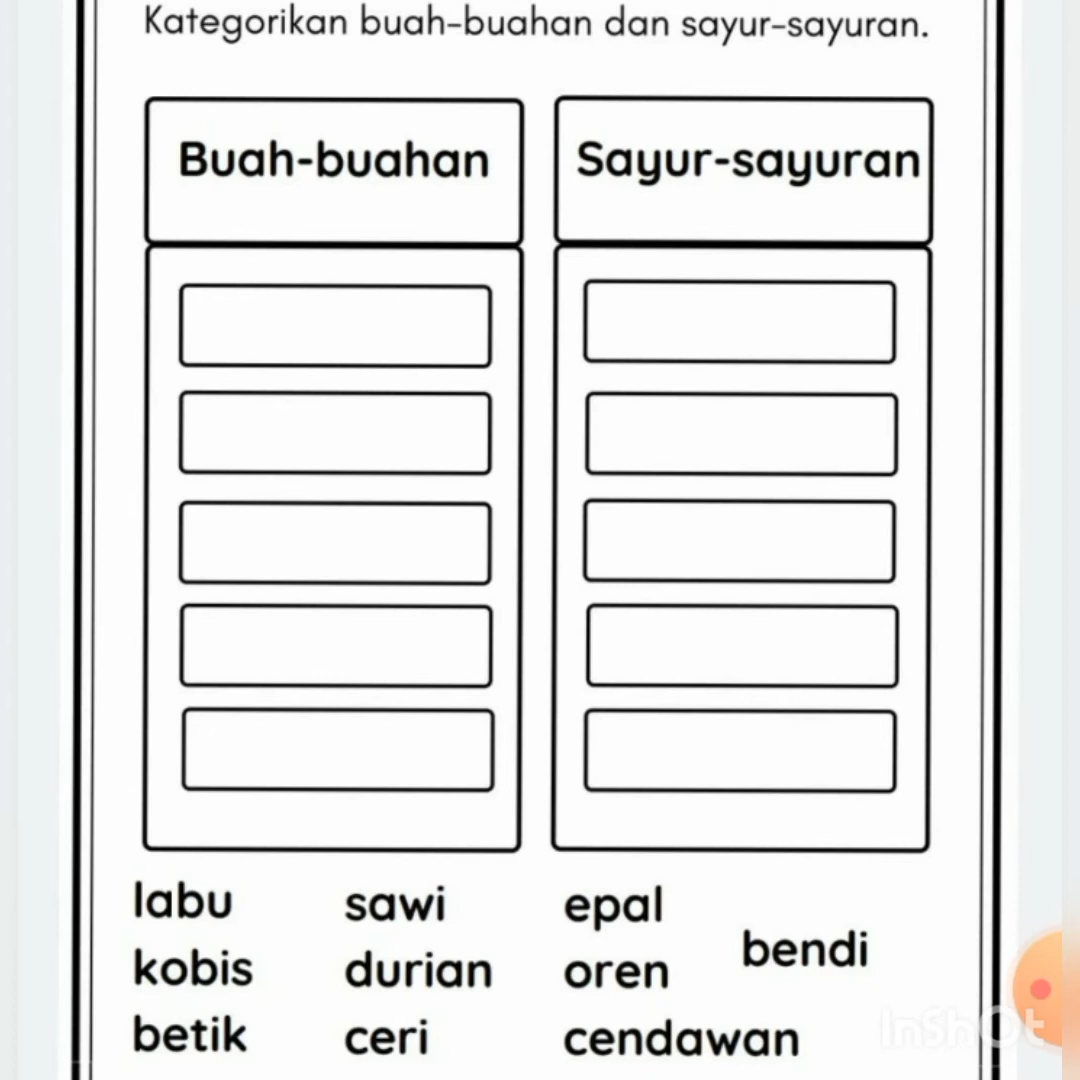 Kategorikan buah-buahan dan sayur-sayuran.
Buah-buahan
Sayur-sayuran
labu sawi epal
bendi
kobis durian oren
betik ceri cendawan
InShOt